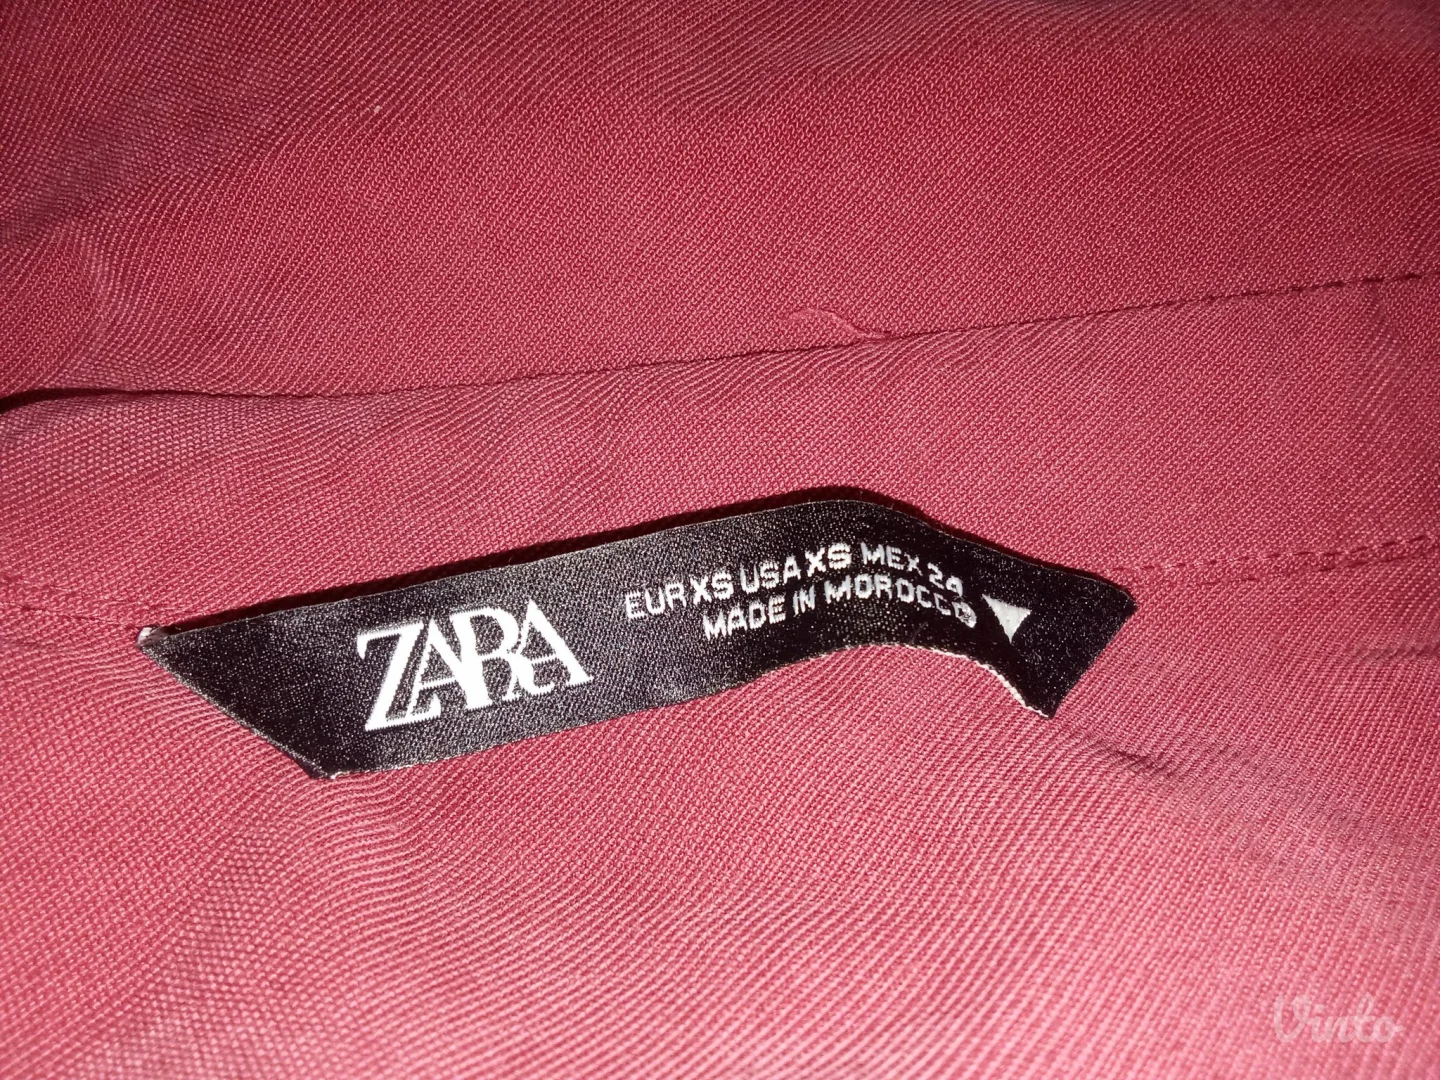 ZARA
EUR XS USA XS MEX 24
MADE IN MOROCCO
Vinto